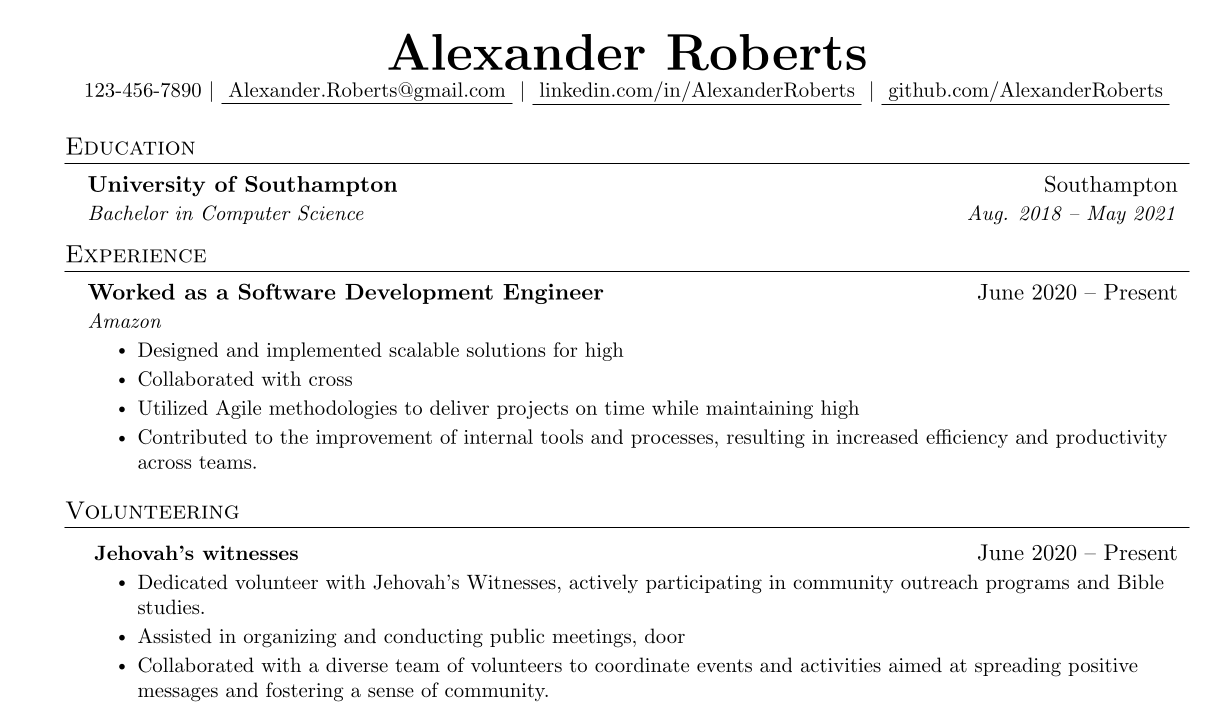 Alexander Roberts
123-456-7890 | Alexander.Roberts@gmail.com | linkedin.com/in/AlexanderRoberts | github.com/AlexanderRoberts
Education
University of Southampton Southampton
Bachelor in Computer Science Aug. 2018 – May 2021
Experience
Worked as a Software Development Engineer June 2020 – Present
Amazon
• Designed and implemented scalable solutions for high
• Collaborated with cross
• Utilized Agile methodologies to deliver projects on time while maintaining high
• Contributed to the improvement of internal tools and processes, resulting in increased efficiency and productivity
across teams.
Volunteering
Jehovah's witnesses June 2020 – Present
• Dedicated volunteer with Jehovah's Witnesses, actively participating in community outreach programs and Bible
studies.
• Assisted in organizing and conducting public meetings, door
• Collaborated with a diverse team of volunteers to coordinate events and activities aimed at spreading positive
messages and fostering a sense of community.